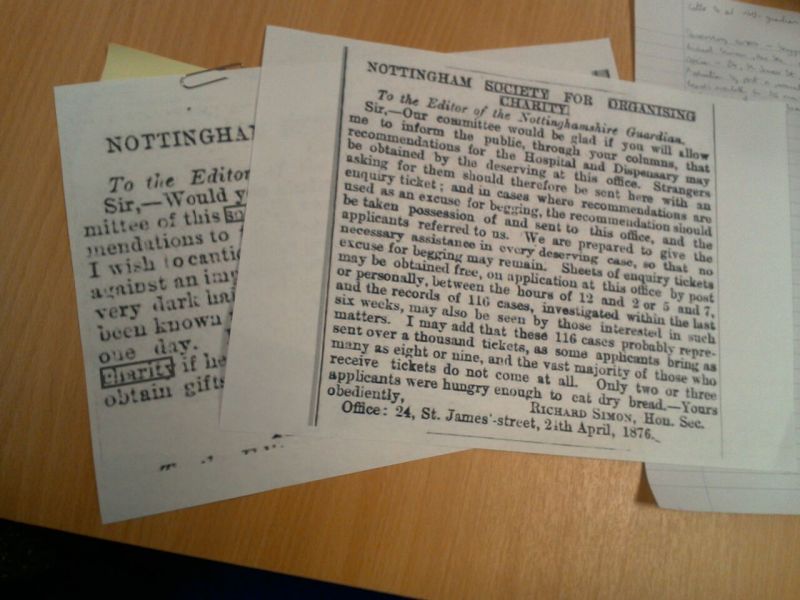 NOTTINGHAM SOCIETY FOR ORGANISING
CHARITY
To the Editor of the Nottinghamshire Guardian.
Sir,—Our committee would be glad if you will allow
me to inform the public, through your columns, that
recommendations for the Hospital and Dispensary may
be obtained by the deserving at this office. Strangers
asking for them should therefore be sent here with an
enquiry ticket; and in cases where recommendations are
used as an excuse for begging, the recommendation should
be taken possession of and sent to this office, and the
applicants referred to us. We are prepared to give the
necessary assistance in every deserving case, so that no
excuse for begging may remain. Sheets of enquiry tickets
may be obtained free, on application at this office by post
or personally, between the hours of 12 and 2 or 5 and 7,
and the records of 116 cases, investigated within the last
six weeks, may also be seen by those interested in such
matters. I may add that these 116 cases probably repre-
sent over a thousand tickets, as some applicants bring as
many as eight or nine, and the vast majority of those who
receive tickets do not come at all. Only two or three
applicants were hungry enough to eat dry bread.—Yours
obediently,
RICHARD SIMON, Hon. Sec.
Office: 24, St. James'-street, 24th April, 1876.
NOTTINGHA
To the Editor
Sir,—Would y
mittee of this
mendations to
I wish to cauti
against an imp
very dark hai
been known
one day.
charity if he
obtain gifts